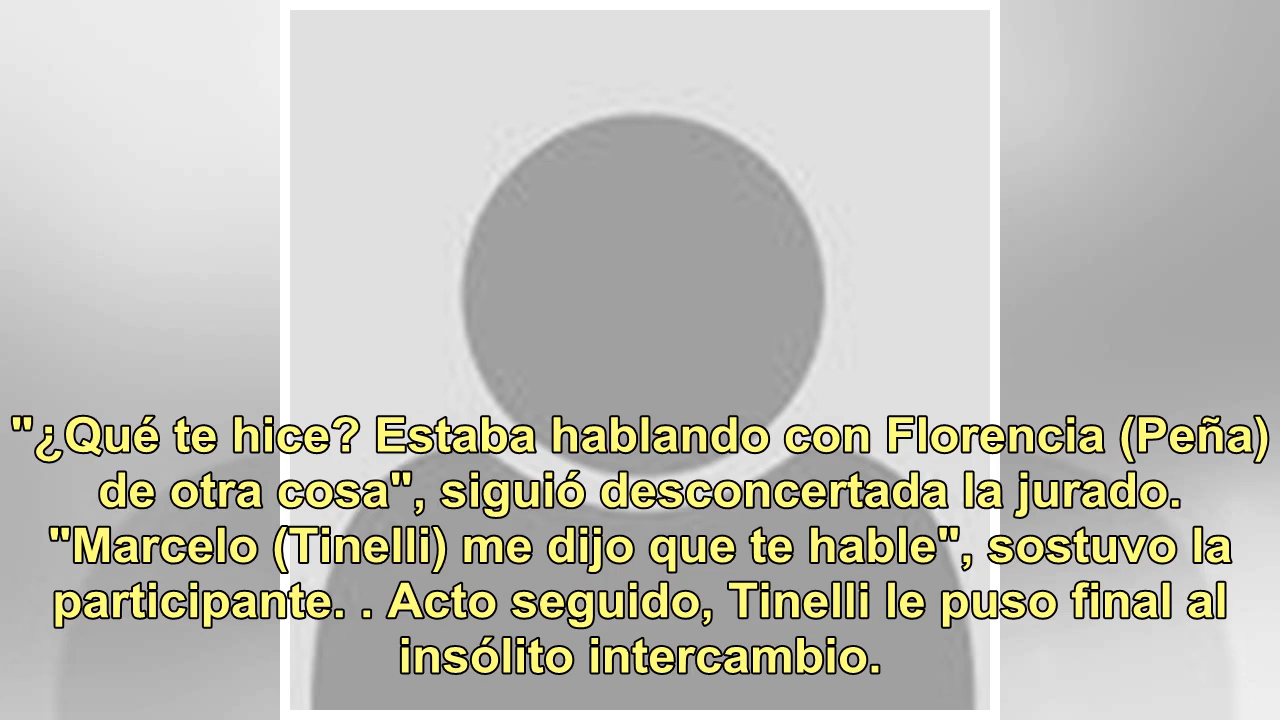 "¿Qué te hice? Estaba hablando con Florencia (Peña)
de otra cosa", siguió desconcertada la jurado.
"Marcelo (Tinelli) me dijo que te hable", sostuvo la
participante. . Acto seguido, Tinelli le puso final al
insólito intercambio.